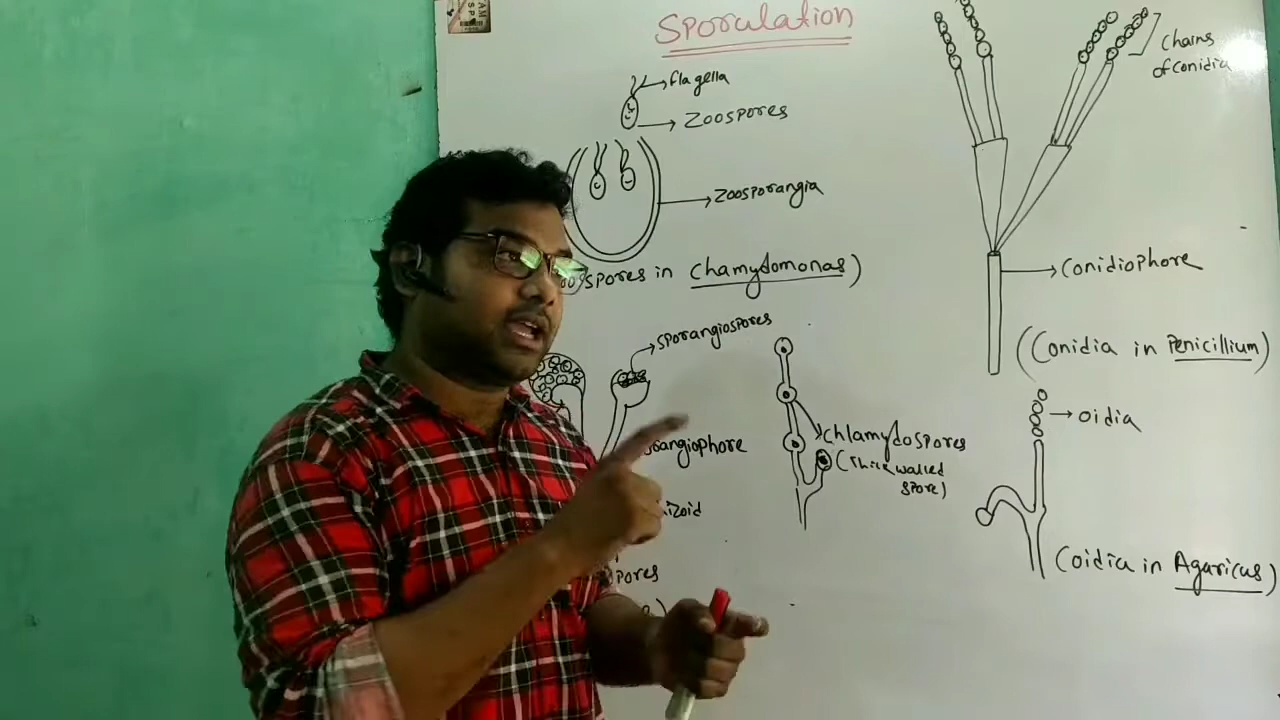 Sporulation
flagella
Zoospores
Zoosporangia
spores in chamydomonas)
sporangiospores
Chlamydospores
(Thick walled
spore)
Chains
of conidia
Conidiophore
(Conidia in Penicillium)
oidia
(oidia in Agaricus)